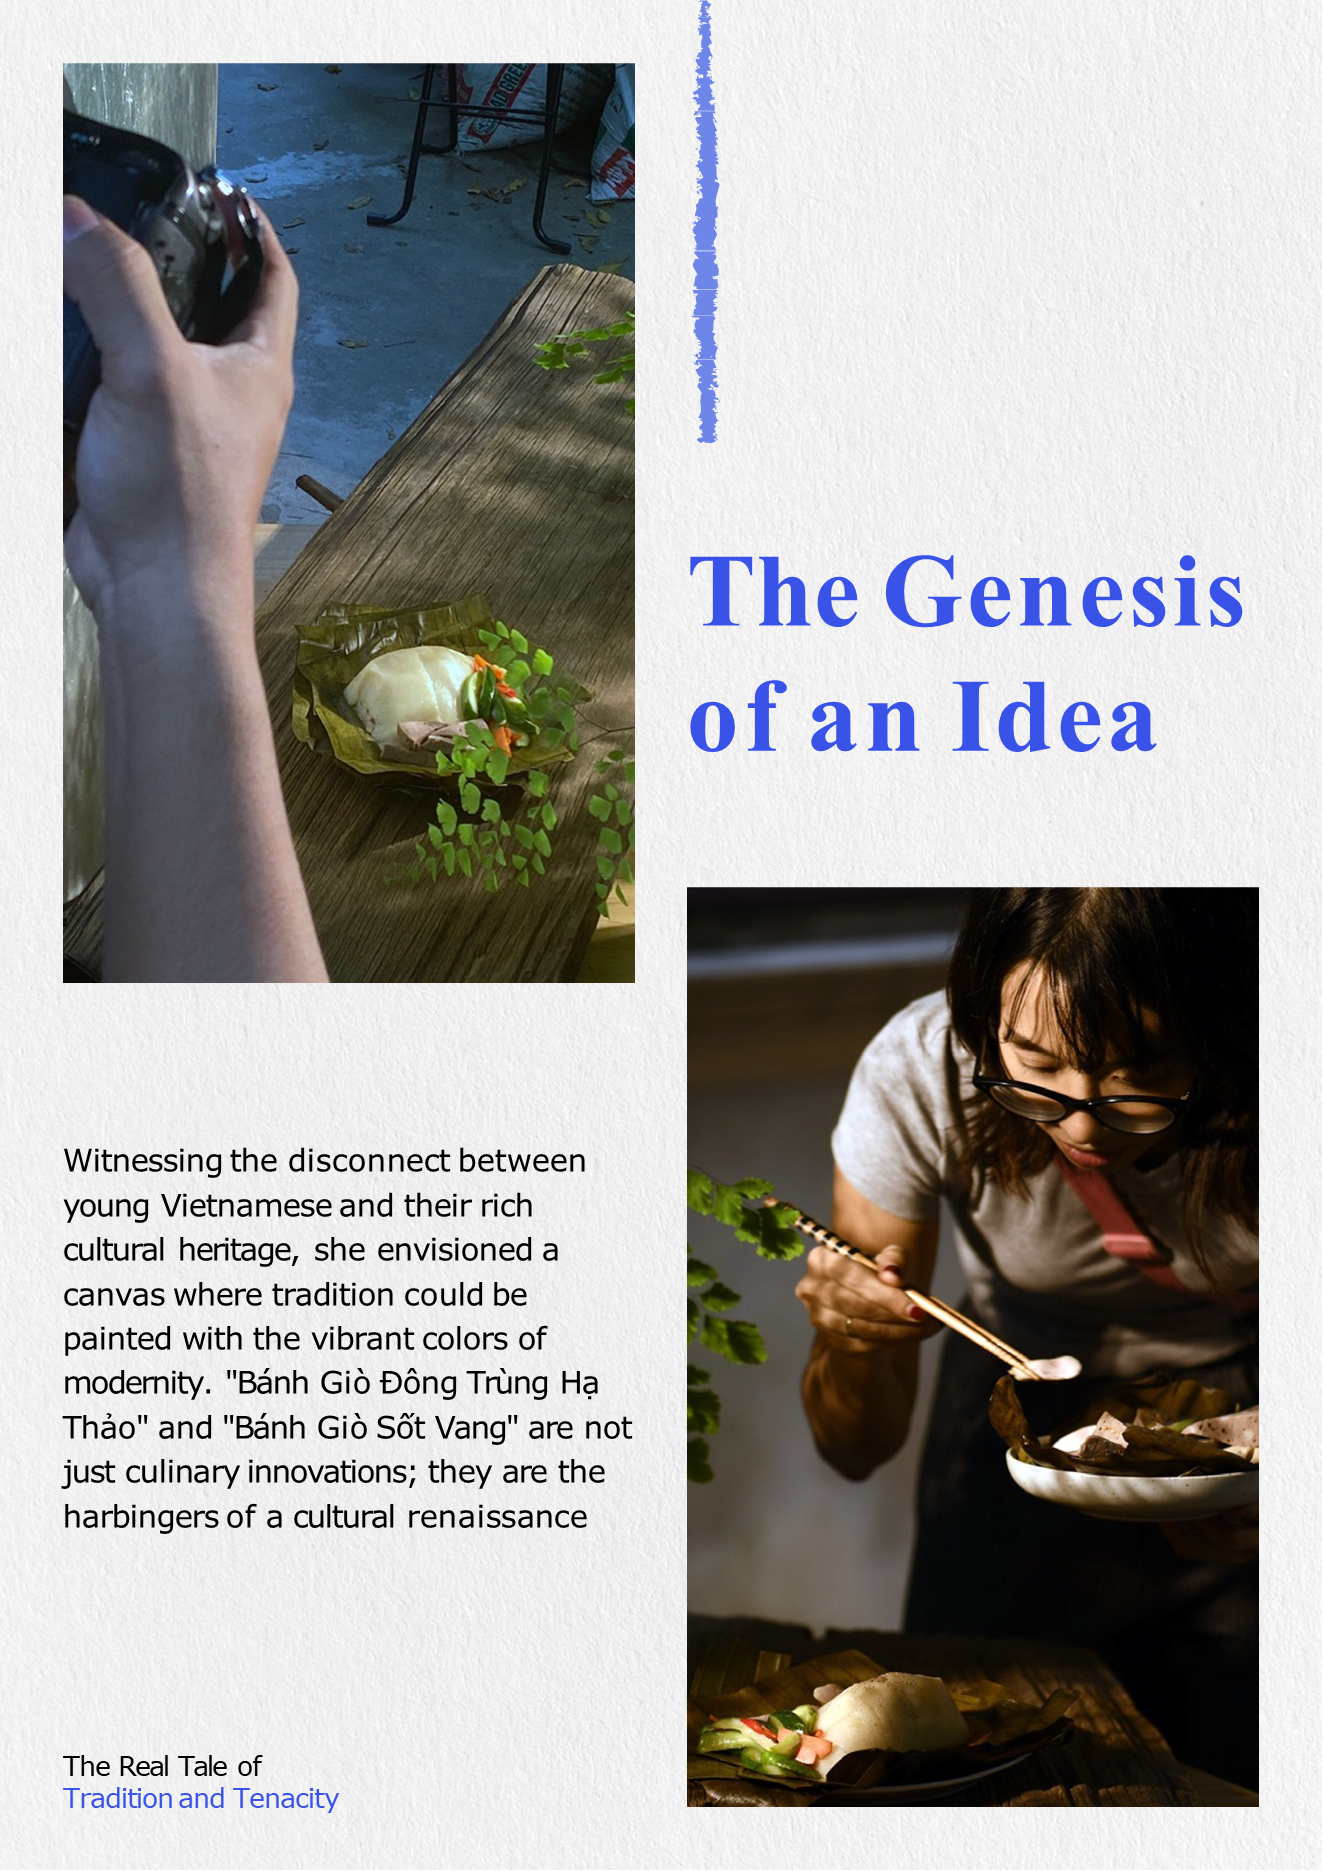 AD GREE
The Genesis
of an Idea
Witnessing the disconnect between
young Vietnamese and their rich
cultural heritage, she envisioned a
canvas where tradition could be
painted with the vibrant colors of
modernity. "Bánh Giò Đông Trùng Hạ
Thảo" and "Bánh Giò Sốt Vang" are not
just culinary innovations; they are the
harbingers of a cultural renaissance
The Real Tale of
Tradition and Tenacity